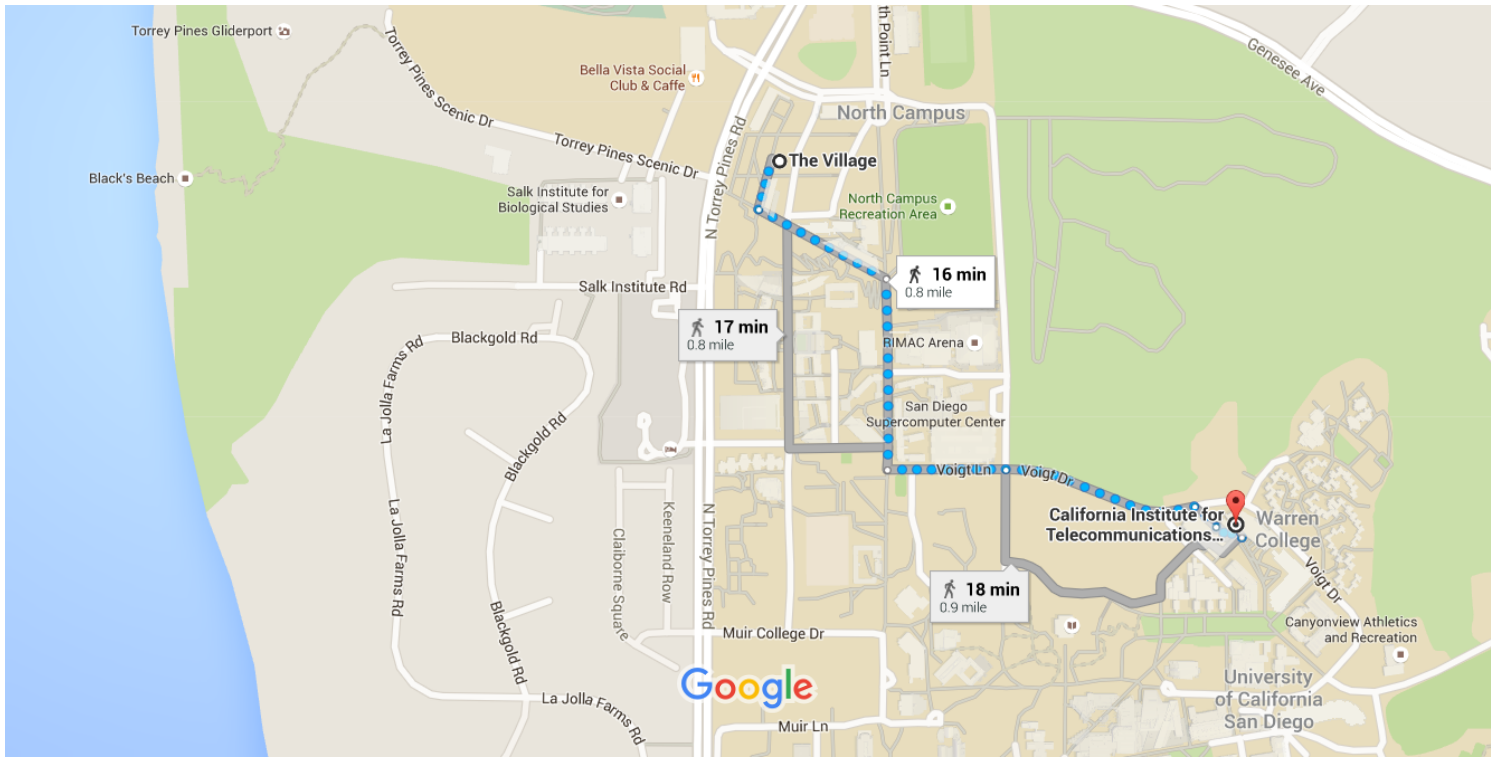 Torrey Pines Gliderport
Torrey Pines Scenic Dr
Bella Vista Social
Club & Caffe
th Point Ln
Genesee Ave
North Campus
N Torrey Pines Rd
Torrey Pines Scenic Dr
The Village
Black's Beach
Salk Institute for
Biological Studies
North Campus
Recreation Area
16 min
0.8 mile
Salk Institute Rd
17 min
0.8 mile
Blackgold Rd
RIMAC Arena
La Jolla Farms Rd
San Diego
Supercomputer Center
Blackgold Rd
Voigt Ln
Voigt Dr
California Institute for
Telecommunications...
Warren
College
La Jolla Farms Rd
Claiborne Square
Keeneland Row
N Torrey Pines Rd
18 min
0.9 mile
Voigt Dr
Muir College Dr
Canyonview Athletics
and Recreation
Blackgold Rd
Google
University
of California
San Diego
La Jolla Farms Rd
Muir Ln